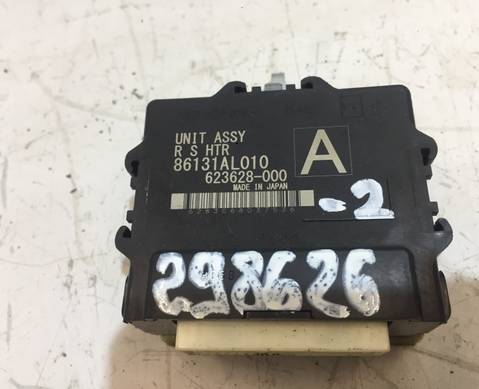 UNIT ASSY
R S HTR
86131AL010
623628-000
MADE IN JAPAN
A
-2
298626